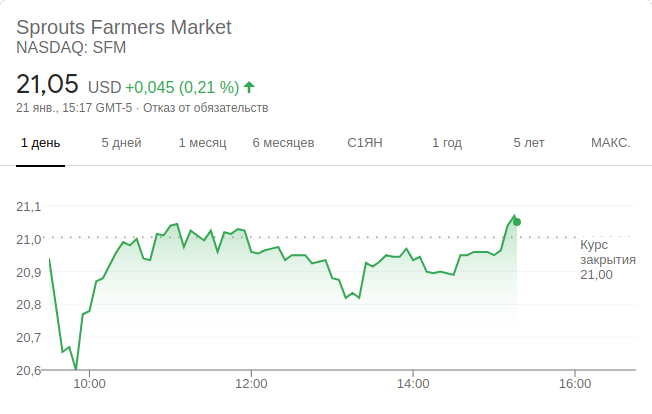 Sprouts Farmers Market
NASDAQ: SFM
21,05 USD +0,045 (0,21 %)
21 янв., 15:17 GMT-5 · Отказ от обязательств
1 день 5 дней 1 месяц 6 месяцев С1ЯН 1 год 5 лет МАКС.
21,1
21,0
20,9
20,8
20,7
20,6
Курс
закрытия
21,00
10:00 12:00 14:00 16:00